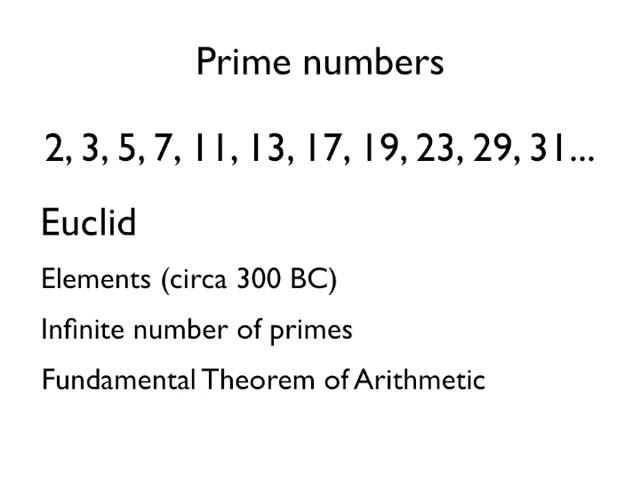 Prime numbers
2, 3, 5, 7, 11, 13, 17, 19, 23, 29, 31...
Euclid
Elements (circa 300 BC)
Infinite number of primes
Fundamental Theorem of Arithmetic